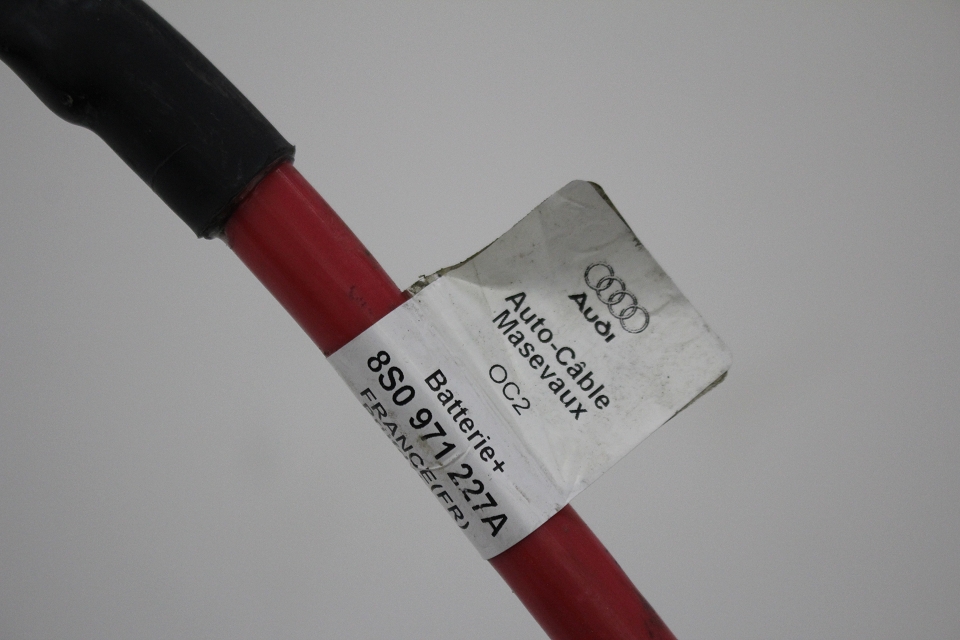 Audi
Auto-Câble
Masevaux
OC2
Batterie+
8S0 971 227A
FRANCE(FR)